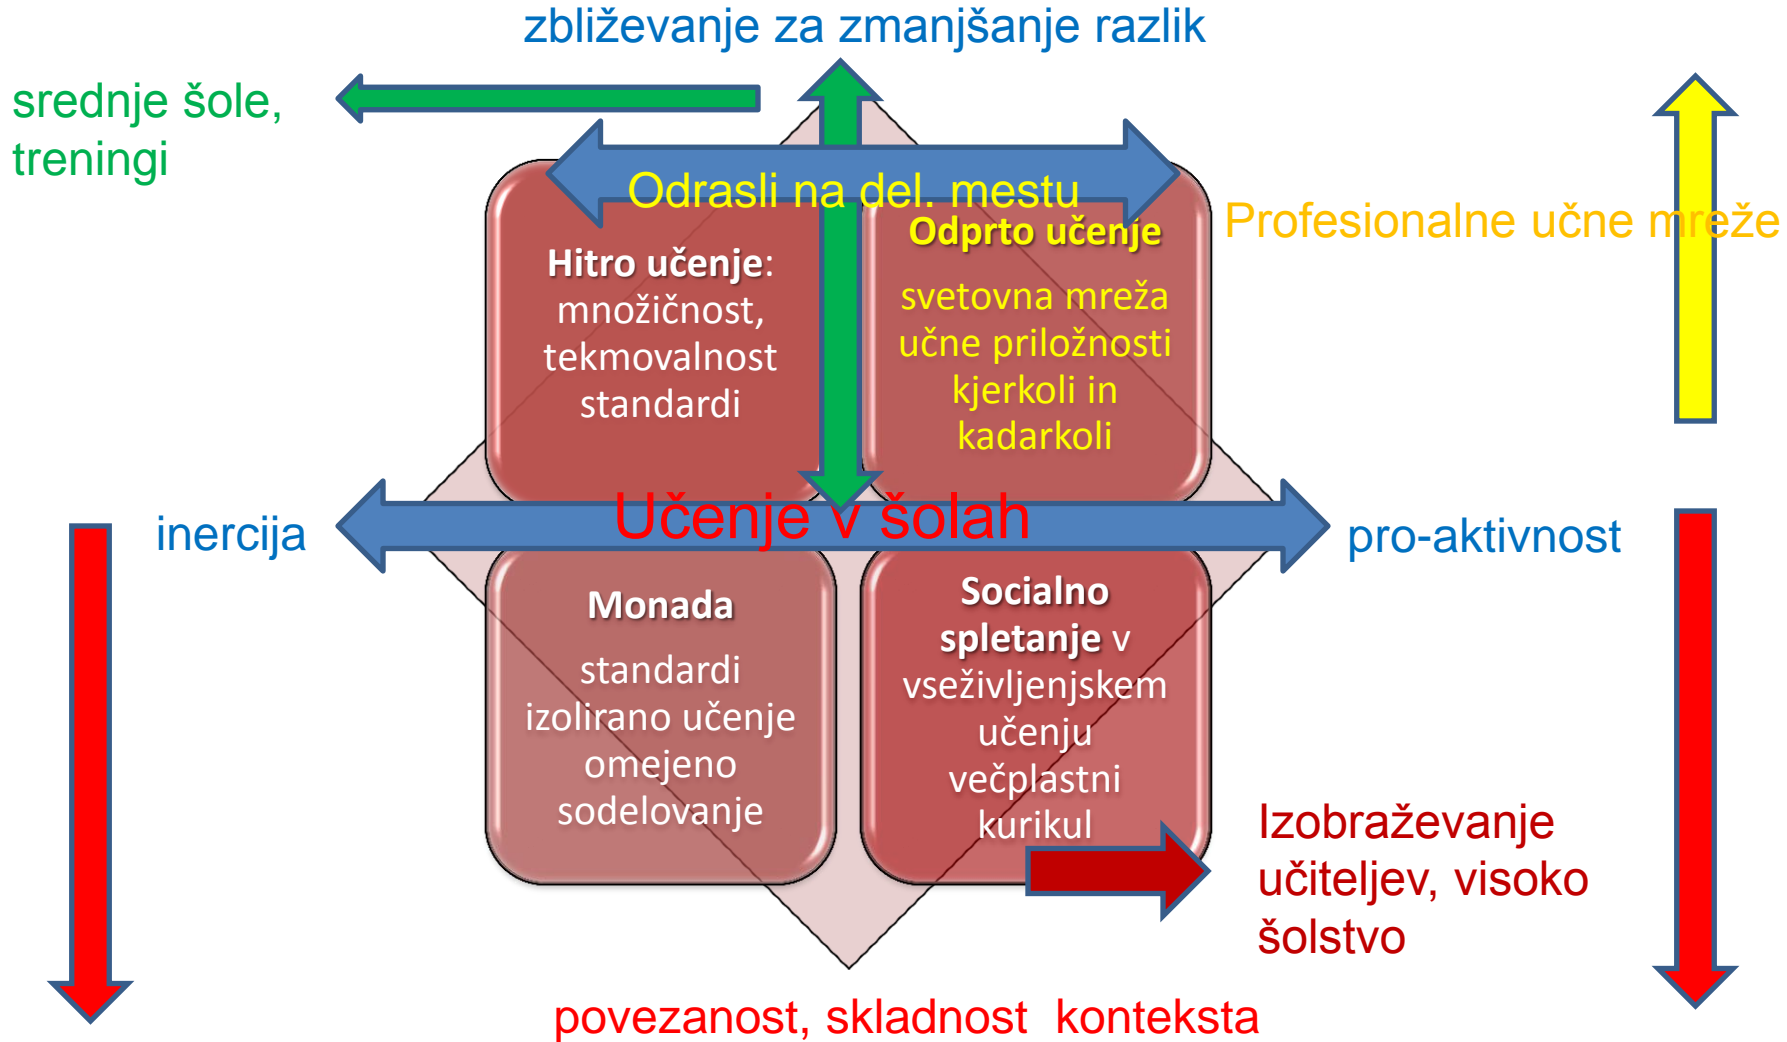 zbliževanje za zmanjšanje razlik
srednje šole,
treningi
Odrasli na del. mestu
Profesionalne učne mreže
Hitro učenje:
množičnost,
tekmovalnost
standardi
Odprto učenje
svetovna mreža
učne priložnosti
kjerkoli in
kadarkoli
inercija
Učenje v šolah
pro-aktivnost
Monada
standardi
izolirano učenje
omejeno
sodelovanje
Socialno
spletanje v
vseživljenjskem
učenju
večplastni
kurikul
Izobraževanje
učiteljev, visoko
šolstvo
povezanost, skladnost konteksta